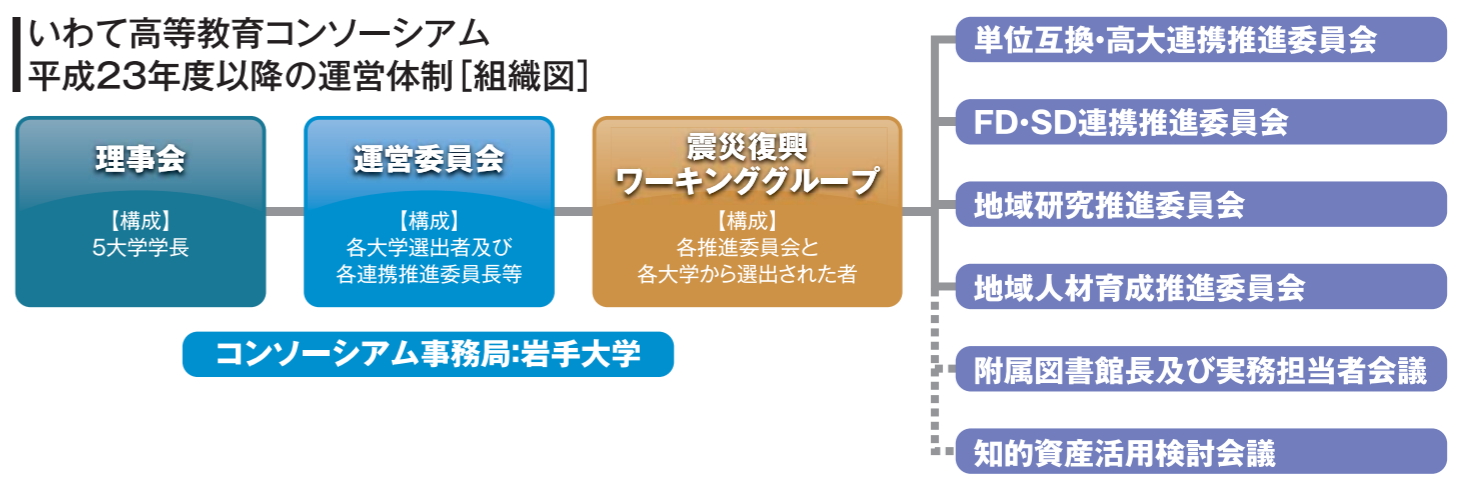 いわて高等教育コンソーシアム
平成23年度以降の運営体制[組織図]
理事会
【構成】
5大学学長
運営委員会
【構成】
各大学選出者及び
各連携推進委員長等
震災復興
ワーキンググループ
【構成】
各推進委員会と
各大学から選出された者
コンソーシアム事務局:岩手大学
単位互換・高大連携推進委員会
FD・SD連携推進委員会
地域研究推進委員会
地域人材育成推進委員会
附属図書館長及び実務担当者会議
知的資産活用検討会議